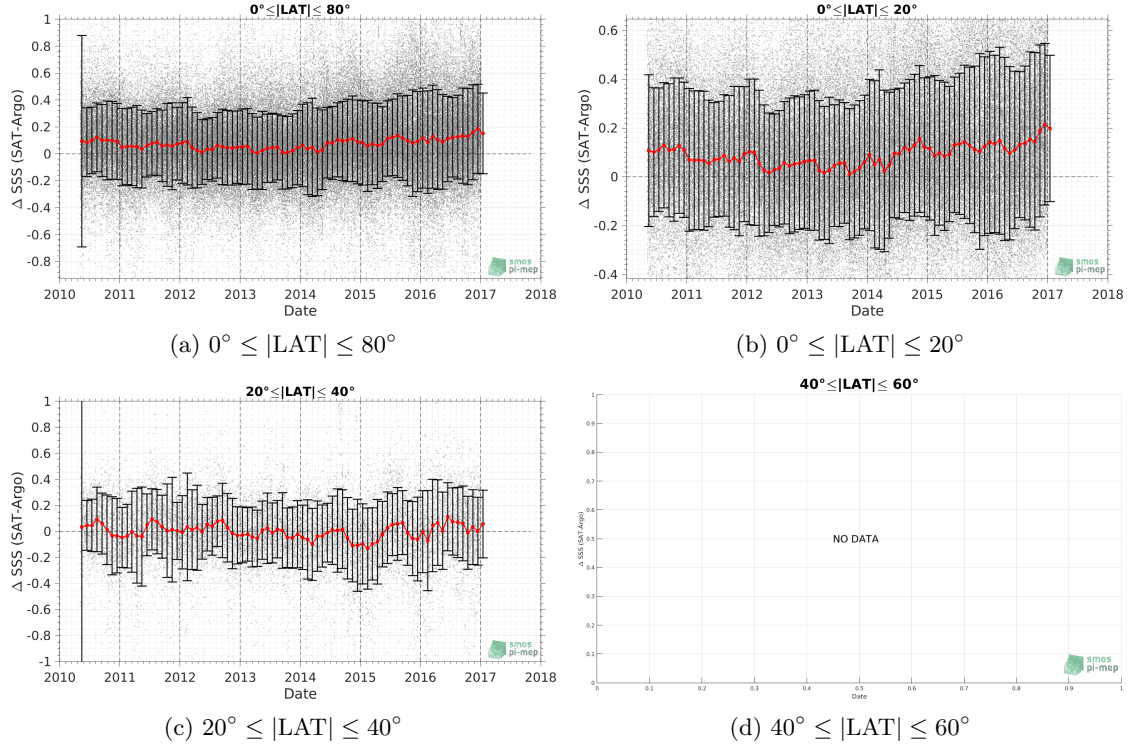 0°≤|LAT|≤ 80°
Δ SSS (SAT-Argo)
1
0.8
0.6
0.4
0.2
0
-0.2
-0.4
-0.6
-0.8
2010 2011 2012 2013 2014 2015 2016 2017 2018
Date
smos
pi-mep
(a) 0° ≤ |LAT| ≤ 80°
0°≤|LAT|≤ 20°
Δ SSS (SAT-Argo)
0.6
0.4
0.2
0
-0.2
-0.4
2010 2011 2012 2013 2014 2015 2016 2017 2018
Date
smos
pi-mep
(b) 0° ≤ |LAT| ≤ 20°
20°≤|LAT|≤ 40°
Δ SSS (SAT-Argo)
1
0.8
0.6
0.4
0.2
0
-0.2
-0.4
-0.6
-0.8
-1
2010 2011 2012 2013 2014 2015 2016 2017 2018
Date
smos
pi-mep
(c) 20° ≤ |LAT| ≤ 40°
40°≤|LAT|≤ 60°
Δ SSS (SAT-Argo)
1
0.9
0.8
0.7
0.6
0.5
0.4
0.3
0.2
0.1
0
NO DATA
0 0.1 0.2 0.3 0.4 0.5 0.6 0.7 0.8 0.9 1
Date
smos
pi-mep
(d) 40° ≤ |LAT| ≤ 60°